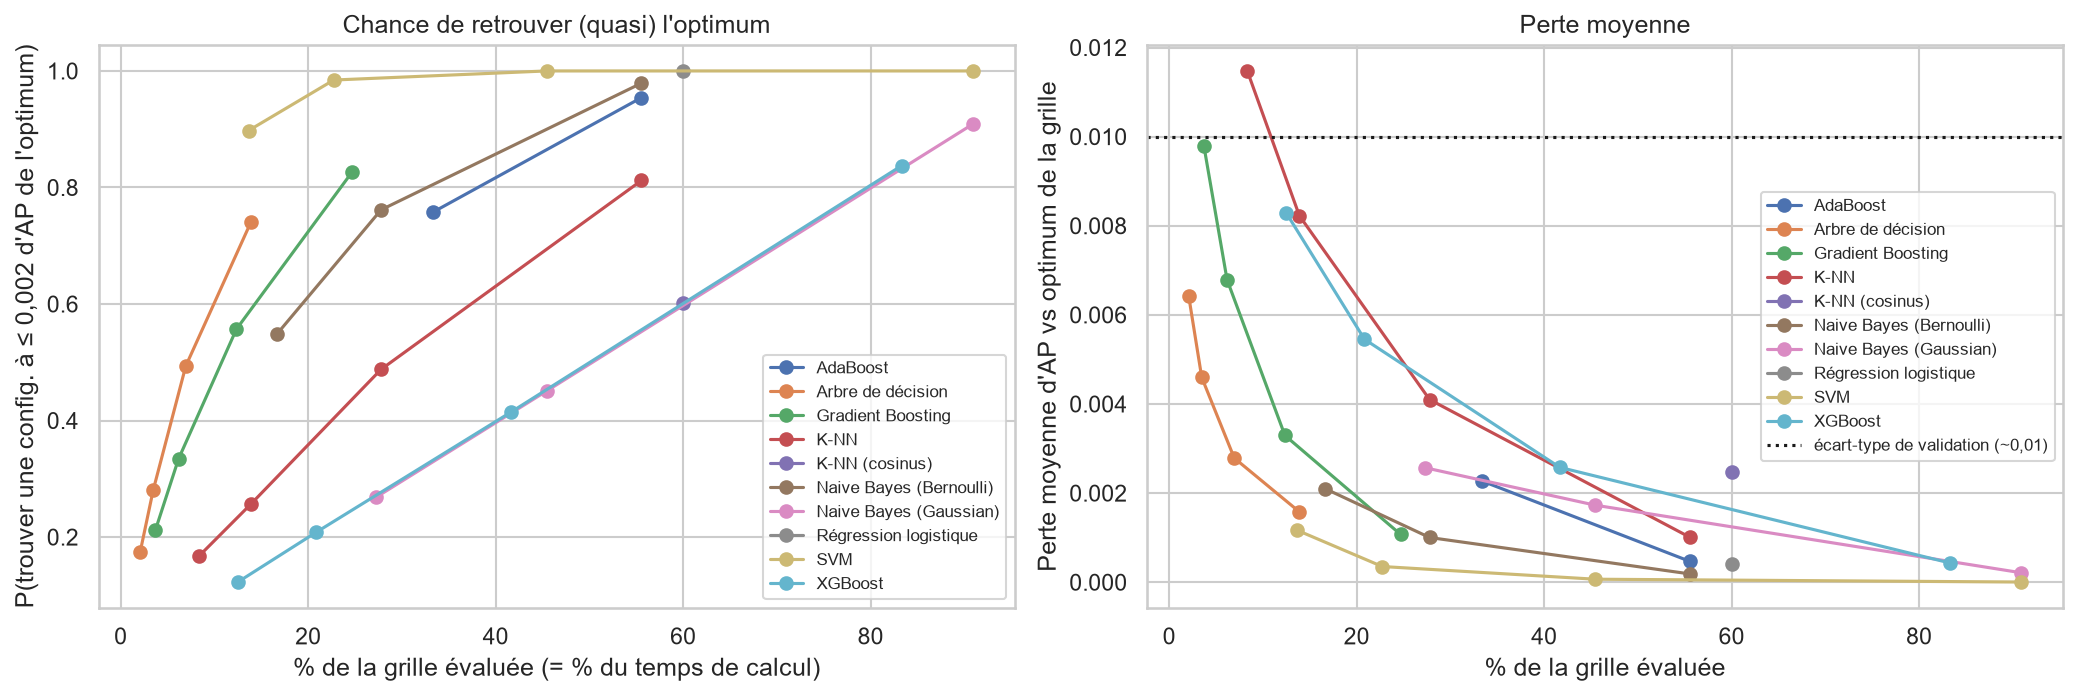 Chance de retrouver (quasi) l'optimum
P(trouver une config. à ≤ 0,002 d'AP de l'optimum)
1.0
0.8
0.6
0.4
0.2
0
20
40
60
80
% de la grille évaluée (= % du temps de calcul)
AdaBoost
Arbre de décision
Gradient Boosting
K-NN
K-NN (cosinus)
Naive Bayes (Bernoulli)
Naive Bayes (Gaussian)
Régression logistique
SVM
XGBoost
Perte moyenne
Perte moyenne d'AP vs optimum de la grille
0.012
0.010
0.008
0.006
0.004
0.002
0.000
0
20
40
60
80
% de la grille évaluée
AdaBoost
Arbre de décision
Gradient Boosting
K-NN
K-NN (cosinus)
Naive Bayes (Bernoulli)
Naive Bayes (Gaussian)
Régression logistique
SVM
XGBoost
écart-type de validation (~0,01)